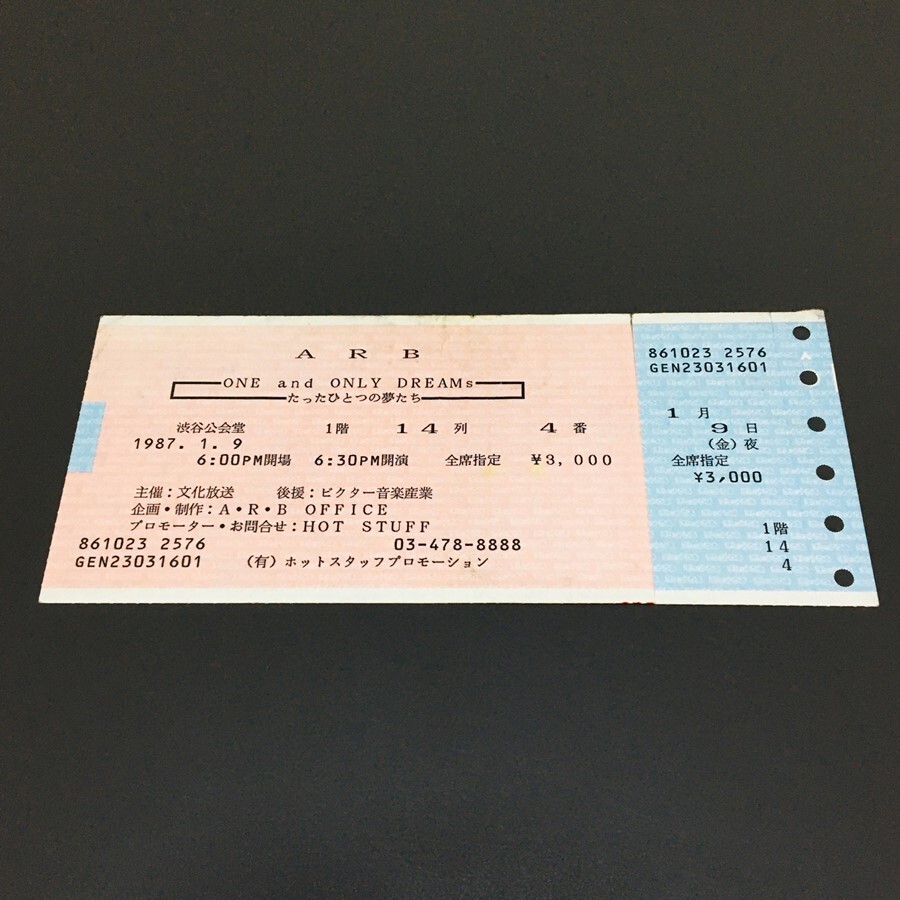 A R B
ONE and ONLY DREAMs
たったひとつの夢たち
渋谷公会堂 1階 14列 4番
1987. 1. 9
6:00PM開場 6:30PM開演 全席指定 ¥3,000
主催:文化放送 後援:ビクター音楽産業
企画・制作:A・R・B OFFICE
プロモーター・お問合せ:HOT STUFF
861023 2576 03-478-8888
GEN23031601 (有)ホットスタッフプロモーション
861023 2576
GEN23031601
1月
9日
(金)夜
全席指定
¥3,000
1階
14
4